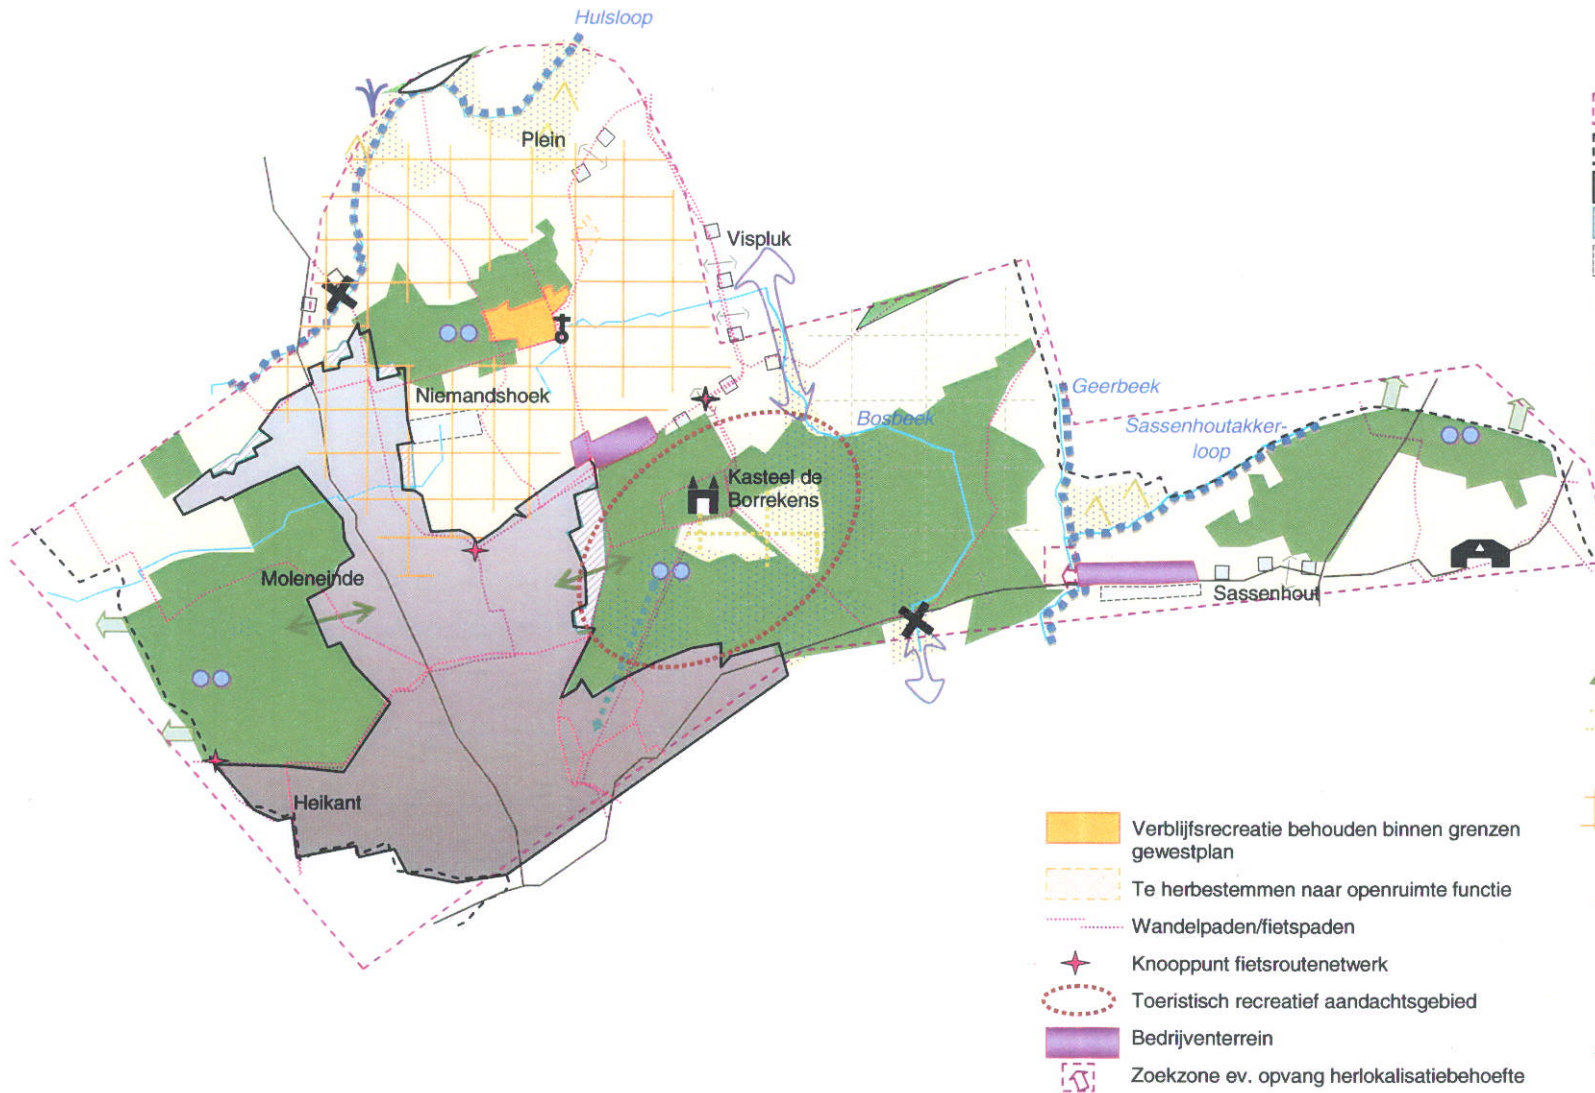 Hulsloop
Plein
Vispluk
Niemandshoek
Geerbeek
Bosbeek
Sassenhoutakker-
loop
Kasteel de
Borrekens
Moleneinde
Sassenhout
Heikant
Verblijfsrecreatie behouden binnen grenzen
gewestplan
Te herbestemmen naar openruimte functie
Wandelpaden/fietspaden
Knooppunt fietsroutenetwerk
Toeristisch recreatief aandachtsgebied
Bedrijventerrein
Zoekzone ev. opvang herlokalisatiebehoefte